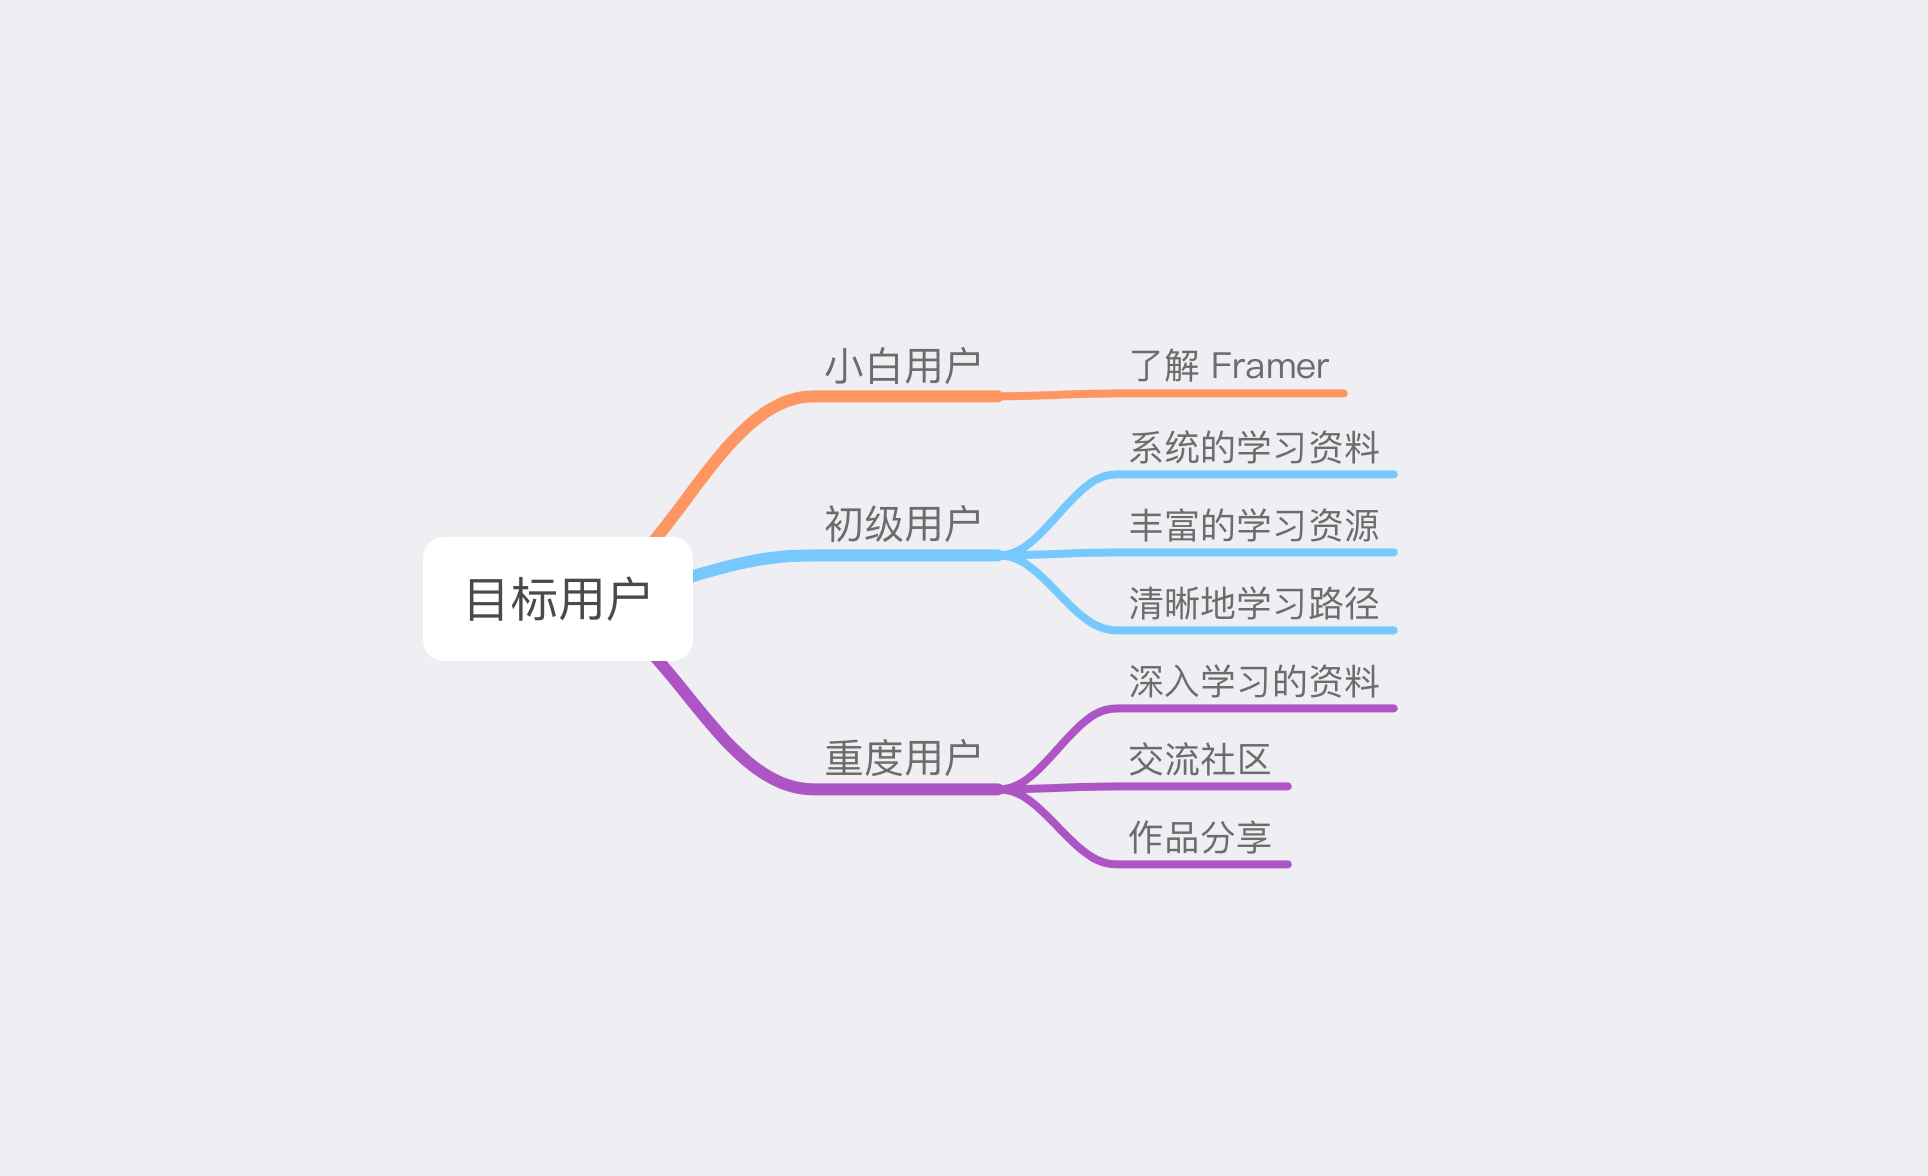 目标用户
小白用户
了解 Framer
初级用户
系统的学习资料
丰富的学习资源
清晰地学习路径
重度用户
深入学习的资料
交流社区
作品分享